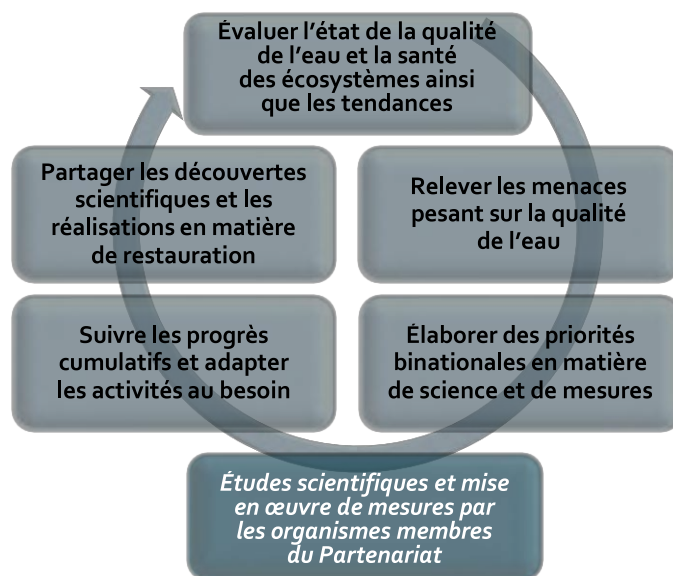 Évaluer l’état de la qualité
de l’eau et la santé
des écosystèmes ainsi
que les tendances
Relever les menaces
pesant sur la qualité
de l’eau
Élaborer des priorités
binationales en matière
de science et de mesures
Études scientifiques et mise
en œuvre de mesures par
les organismes membres
du Partenariat
Suivre les progrès
cumulatifs et adapter
les activités au besoin
Partager les découvertes
scientifiques et les
réalisations en matière
de restauration